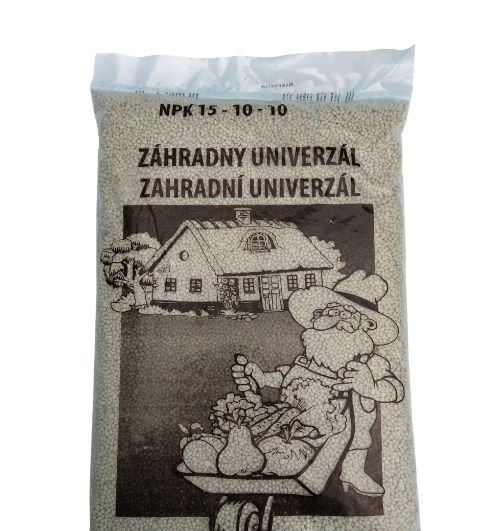 NPK 15 - 10 - 10
ZÁHRADNY UNIVERZÁL
ZAHRADNÍ UNIVERZÁL